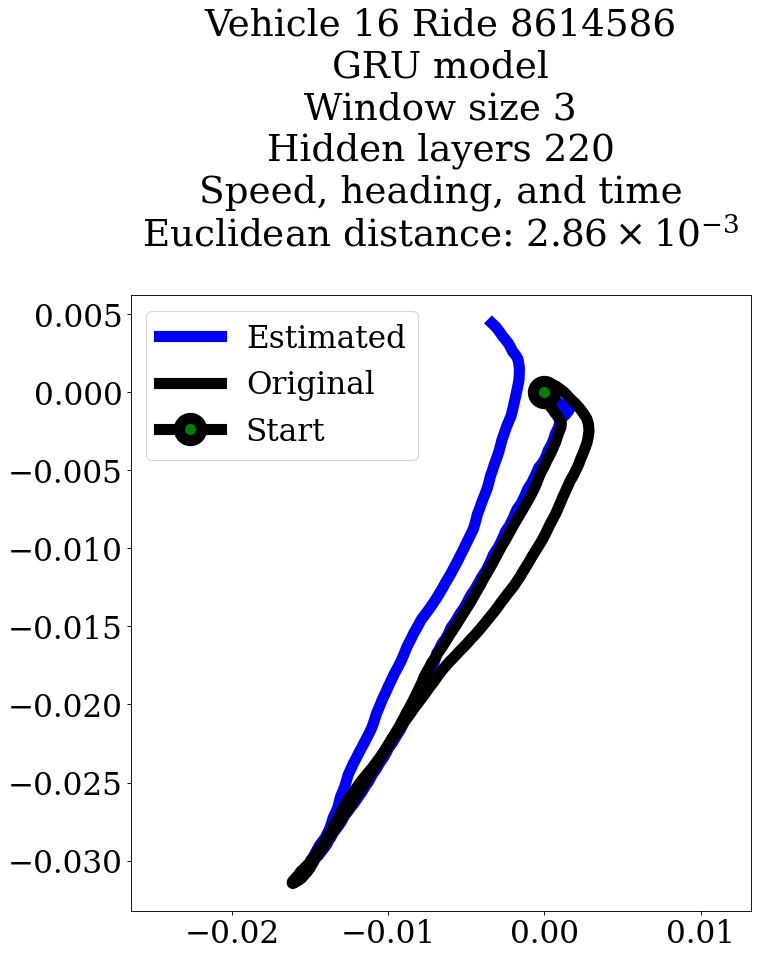 Vehicle 16 Ride 8614586
GRU model
Window size 3
Hidden layers 220
Speed, heading, and time
Euclidean distance: 2.86 × 10⁻³
Estimated
Original
Start
0.005
0.000
−0.005
−0.010
−0.015
−0.020
−0.025
−0.030
−0.02 −0.01 0.00 0.01